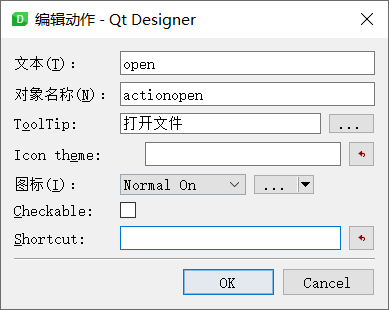 D 编辑动作 - Qt Designer
文本(T)： open
对象名称(N)： actionopen
ToolTip: 打开文件 ...
Icon theme:
图标(I)： Normal On ...
Checkable:
Shortcut:
OK Cancel